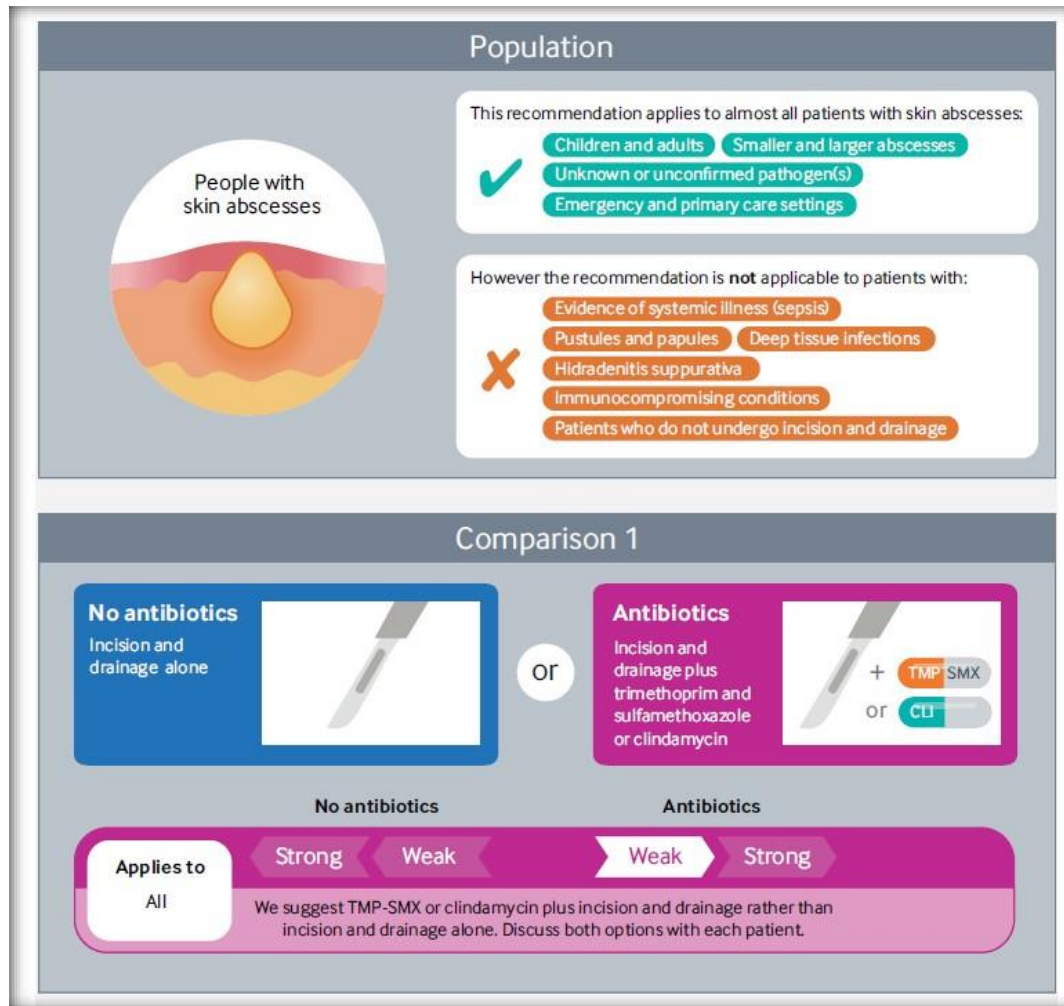 Population
People with
skin abscesses
This recommendation applies to almost all patients with skin abscesses:
Children and adults Smaller and larger abscesses
Unknown or unconfirmed pathogen(s)
Emergency and primary care settings
However the recommendation is not applicable to patients with:
Evidence of systemic illness (sepsis)
Pustules and papules Deep tissue infections
Hidradenitis suppurativa
Immunocompromising conditions
Patients who do not undergo incision and drainage
Comparison 1
No antibiotics
Incision and
drainage alone
or
Antibiotics
Incision and
drainage plus
trimethoprim and
sulfamethoxazole
or clindamycin
+ TMP SMX
or CLI
No antibiotics Antibiotics
Applies to
All
Strong Weak Weak Strong
We suggest TMP-SMX or clindamycin plus incision and drainage rather than
incision and drainage alone. Discuss both options with each patient.